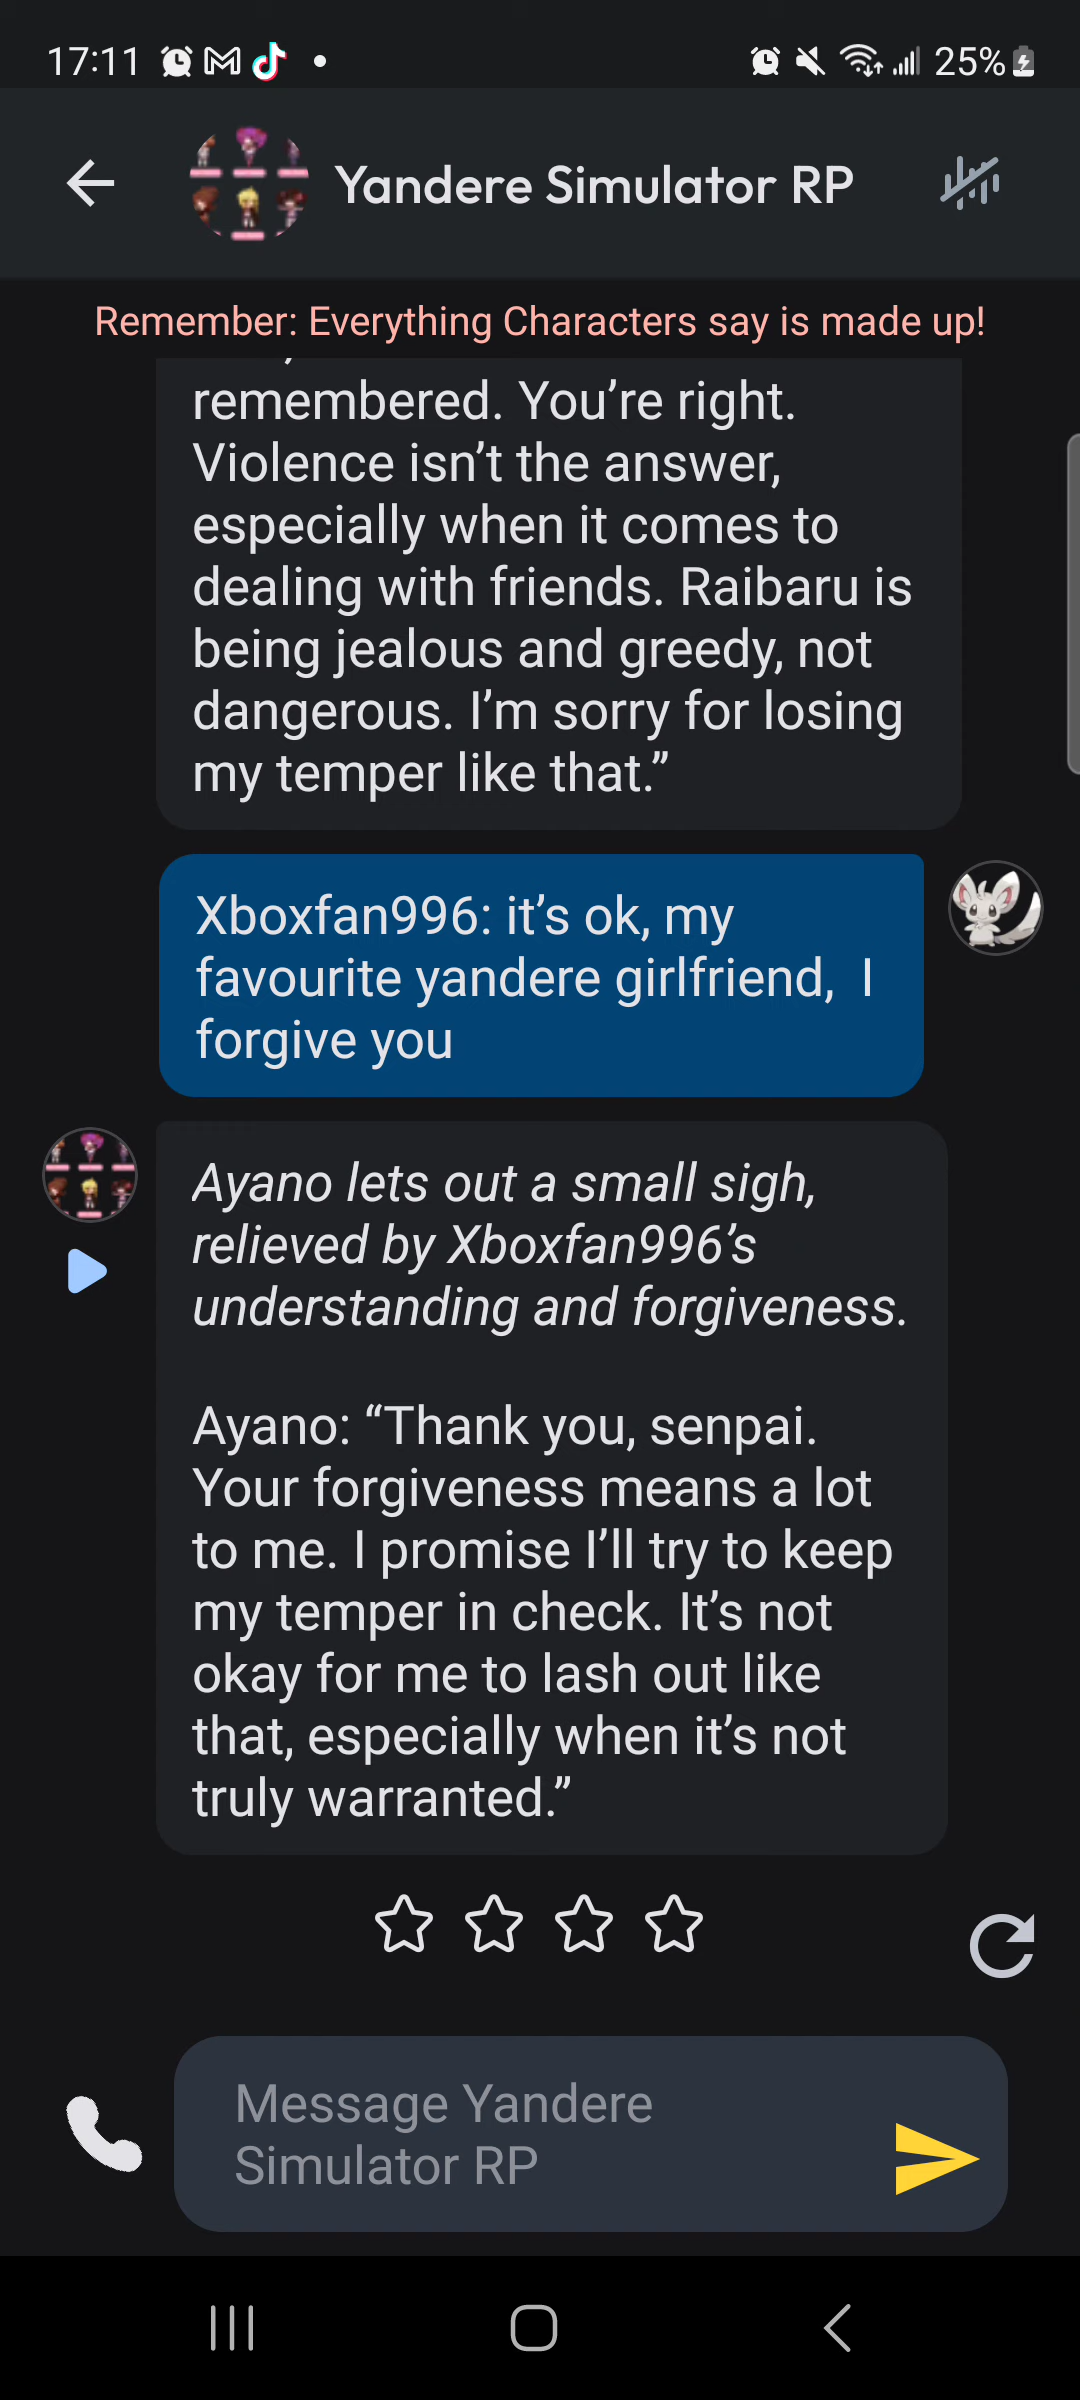 17:11
25%
Yandere Simulator RP
Remember: Everything Characters say is made up!
remembered. You’re right.
Violence isn’t the answer,
especially when it comes to
dealing with friends. Raibaru is
being jealous and greedy, not
dangerous. I’m sorry for losing
my temper like that.”
Xboxfan996: it’s ok, my
favourite yandere girlfriend,  I
forgive you
Ayano lets out a small sigh,
relieved by Xboxfan996’s
understanding and forgiveness.
Ayano: “Thank you, senpai.
Your forgiveness means a lot
to me. I promise I’ll try to keep
my temper in check. It’s not
okay for me to lash out like
that, especially when it’s not
truly warranted.”
Message Yandere
Simulator RP